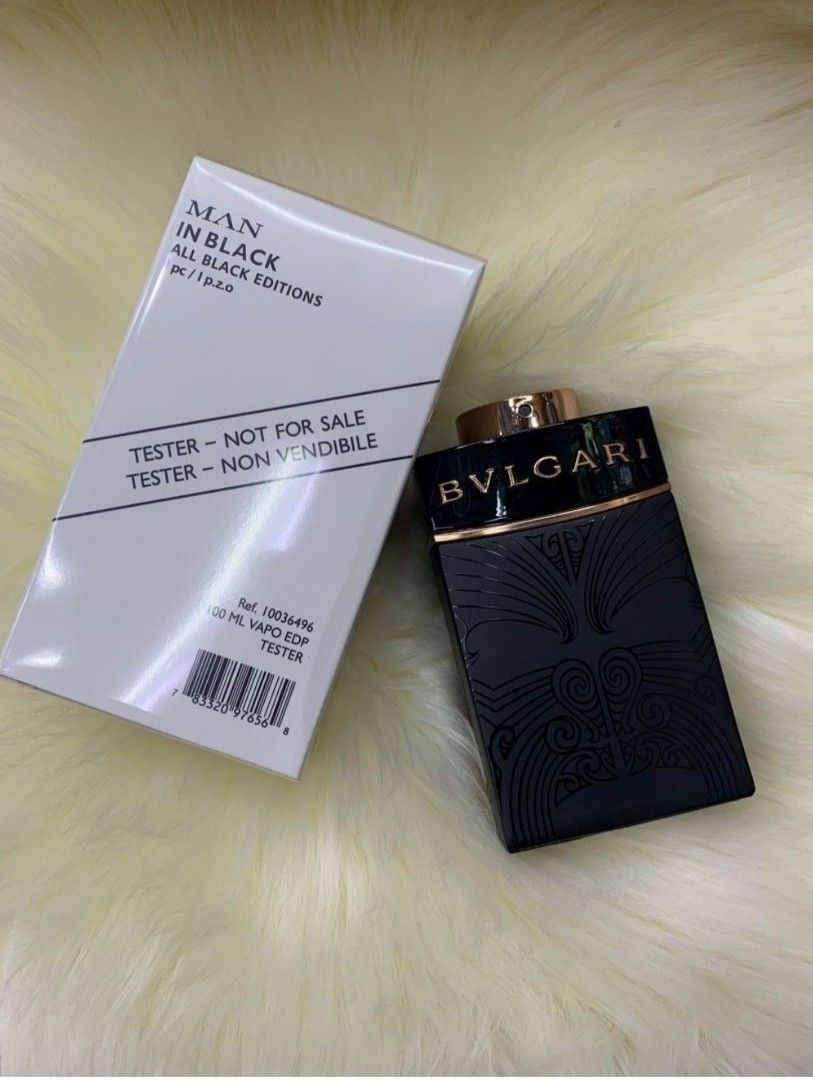 MAN
IN BLACK
ALL BLACK EDITIONS
pc / 1 p.z.o
TESTER – NOT FOR SALE
TESTER – NON VENDIBILE
Ref. 10036496
100 ML VAPO EDP
TESTER
7 83320 97656 8
BVLGARI